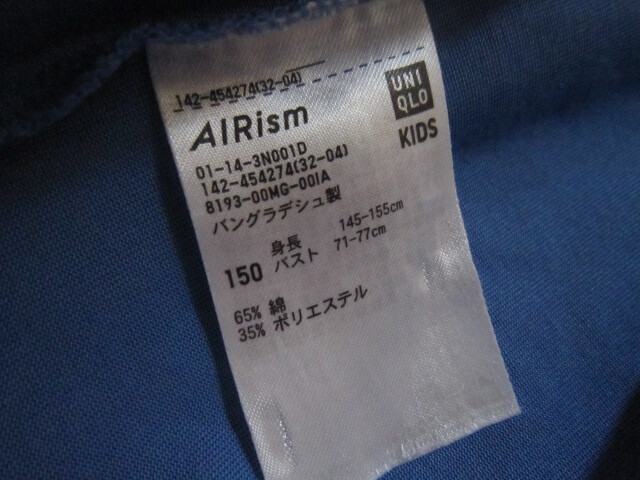 142-454274(32-04)
UNI
QLO
AIRism
KIDS
01-14-3N001D
142-454274(32-04)
8193-00MG-00IA
バングラデシュ製
150
身長 145-155cm
バスト 71-77cm
65% 綿
35% ポリエステル